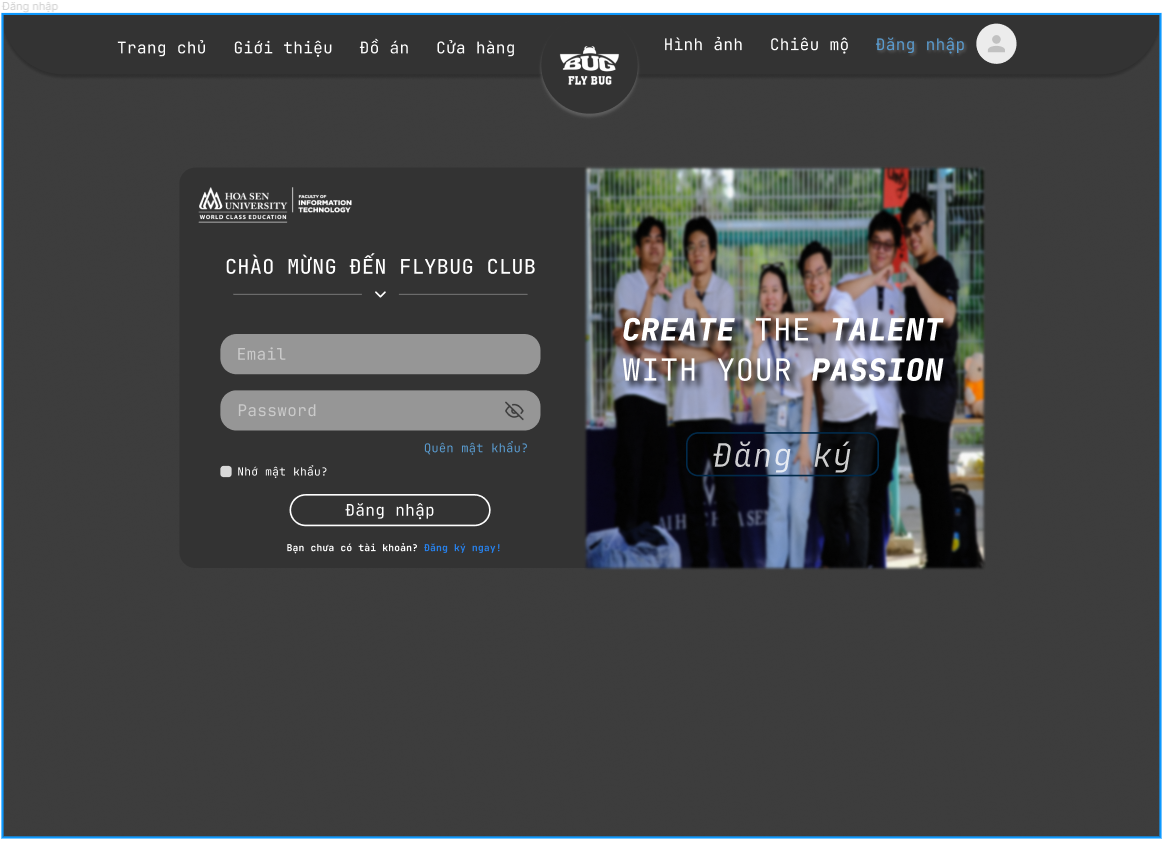 Đăng nhập
Trang chủ Giới thiệu Đồ án Cửa hàng
BUG
FLY BUG
Hình ảnh Chiêu mộ Đăng nhập
HOA SEN
UNIVERSITY
WORLD CLASS EDUCATION
FACULTY OF
INFORMATION
TECHNOLOGY
CHÀO MỪNG ĐẾN FLYBUG CLUB
Email
Password
Quên mật khẩu?
Nhớ mật khẩu?
Đăng nhập
Bạn chưa có tài khoản? Đăng ký ngay!
CREATE THE TALENT
WITH YOUR PASSION
Đăng ký